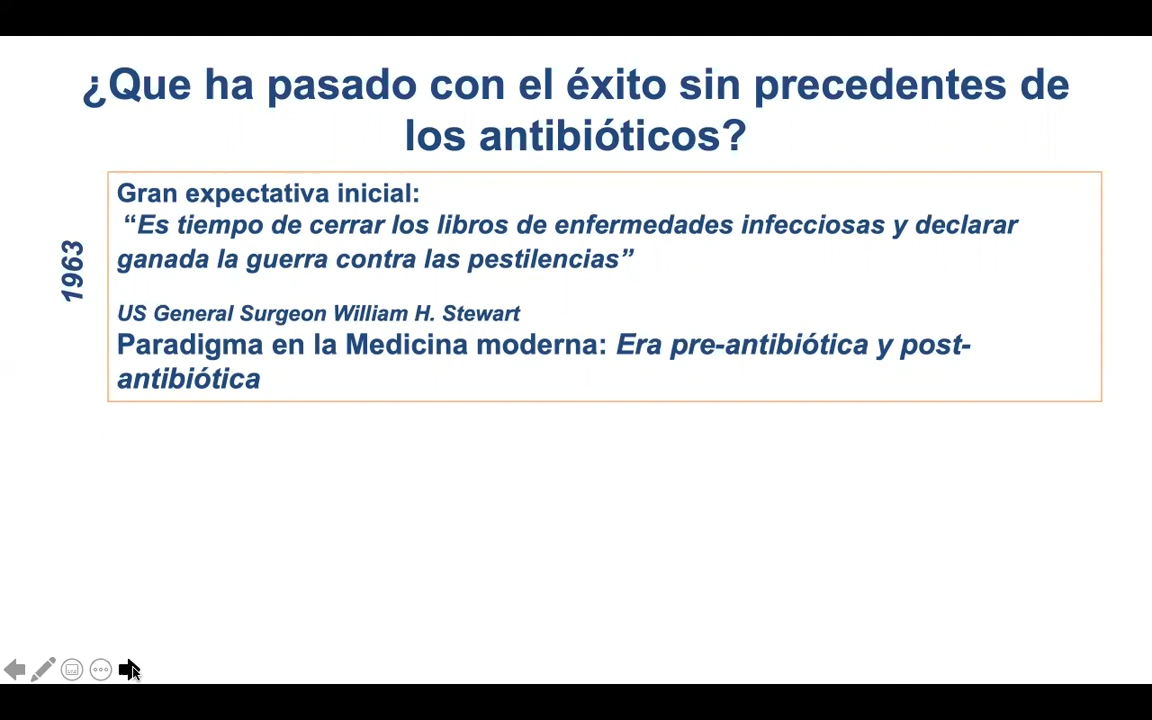 ¿Que ha pasado con el éxito sin precedentes de
los antibióticos?
1963
Gran expectativa inicial:
“Es tiempo de cerrar los libros de enfermedades infecciosas y declarar
ganada la guerra contra las pestilencias”
US General Surgeon William H. Stewart
Paradigma en la Medicina moderna: Era pre-antibiótica y post-
antibiótica